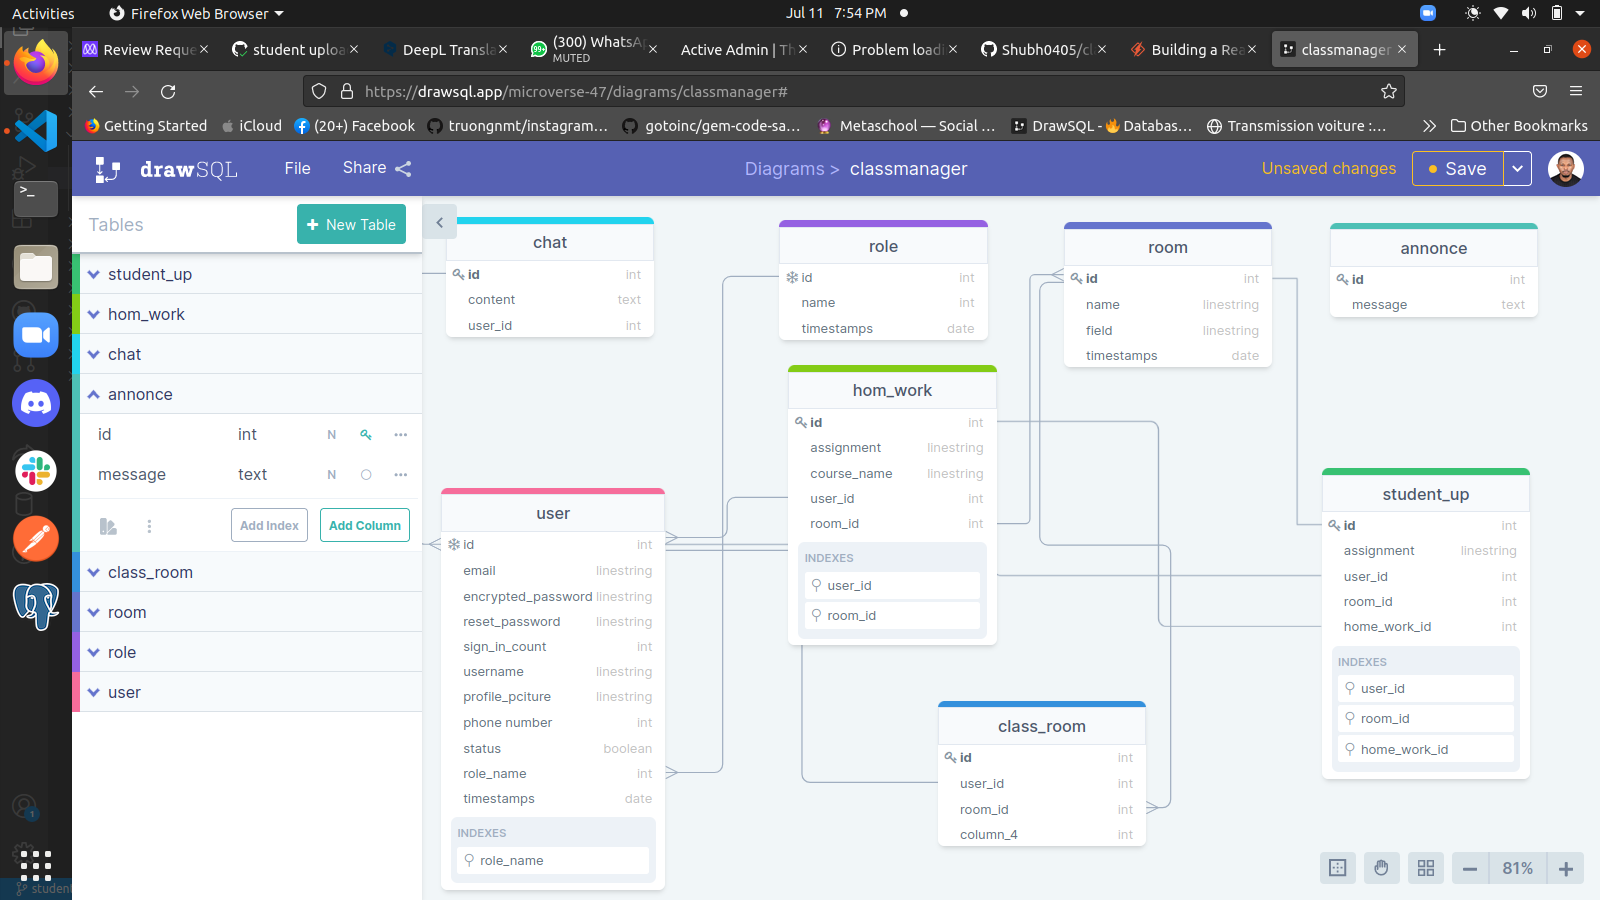 Activities
Firefox Web Browser
Jul 11 7:54 PM
Review Reque
student uploa
DeepL Transla
(300) WhatsAp
MUTED
Active Admin | Th
Problem loadi
Shubh0405/cl
Building a Rea
classmanager
https://drawsql.app/microverse-47/diagrams/classmanager#
Getting Started
iCloud
(20+) Facebook
truongnmt/instagram…
gotoinc/gem-code-sa…
Metaschool — Social …
DrawSQL - 🔥 Databas…
Transmission voiture :…
Other Bookmarks
drawSQL
File
Share
Diagrams > classmanager
Unsaved changes
Save
Tables
+ New Table
student_up
hom_work
chat
annonce
id int N
message text N
Add Index
Add Column
class_room
room
role
user
chat
id int
content text
user_id int
role
id int
name int
timestamps date
room
id int
name linestring
field linestring
timestamps date
annonce
id int
message text
hom_work
id int
assignment linestring
course_name linestring
user_id int
room_id int
INDEXES
user_id
room_id
user
id int
email linestring
encrypted_password linestring
reset_password linestring
sign_in_count int
username linestring
profile_pciture linestring
phone number int
status boolean
role_name int
timestamps date
INDEXES
role_name
student_up
id int
assignment linestring
user_id int
room_id int
home_work_id int
INDEXES
user_id
room_id
home_work_id
class_room
id int
user_id int
room_id int
column_4 int
81%
99+
1
student